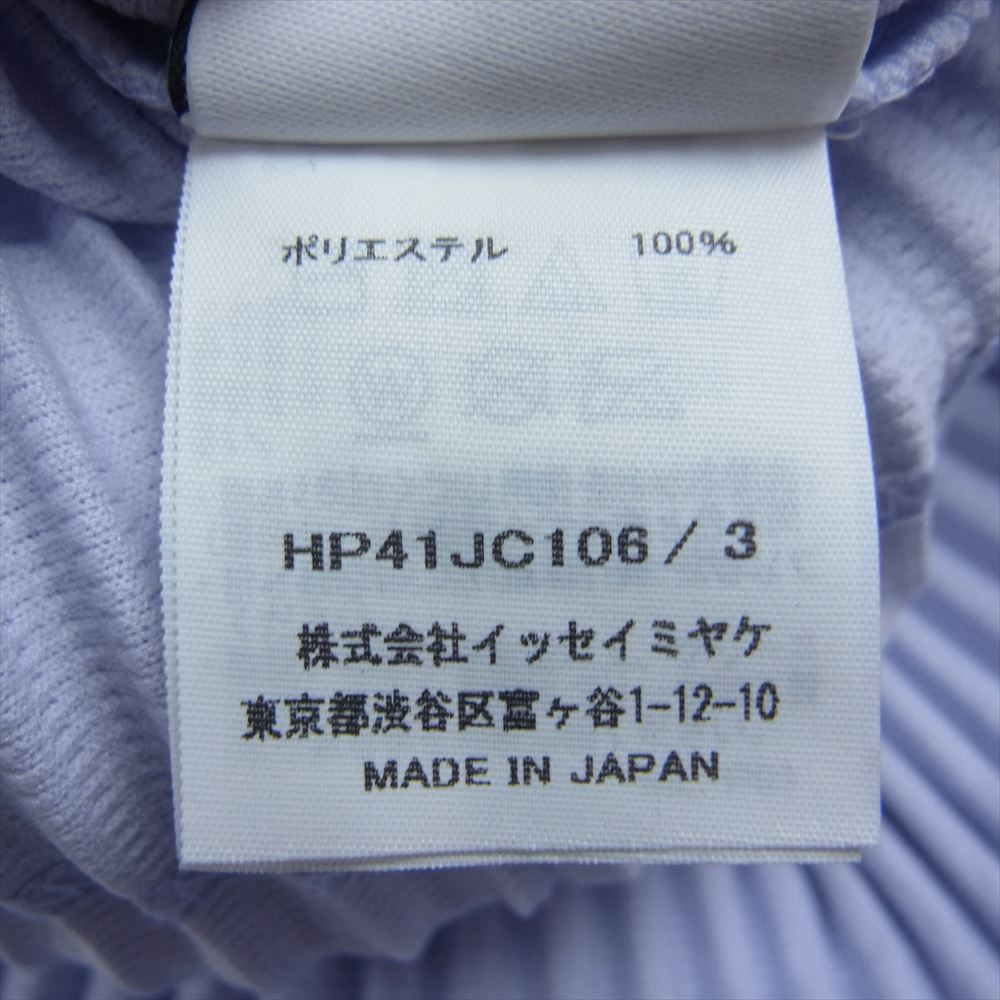 ポリエステル 100%
HP41JC106 / 3
株式会社イッセイミヤケ
東京都渋谷区富ヶ谷1-12-10
MADE IN JAPAN